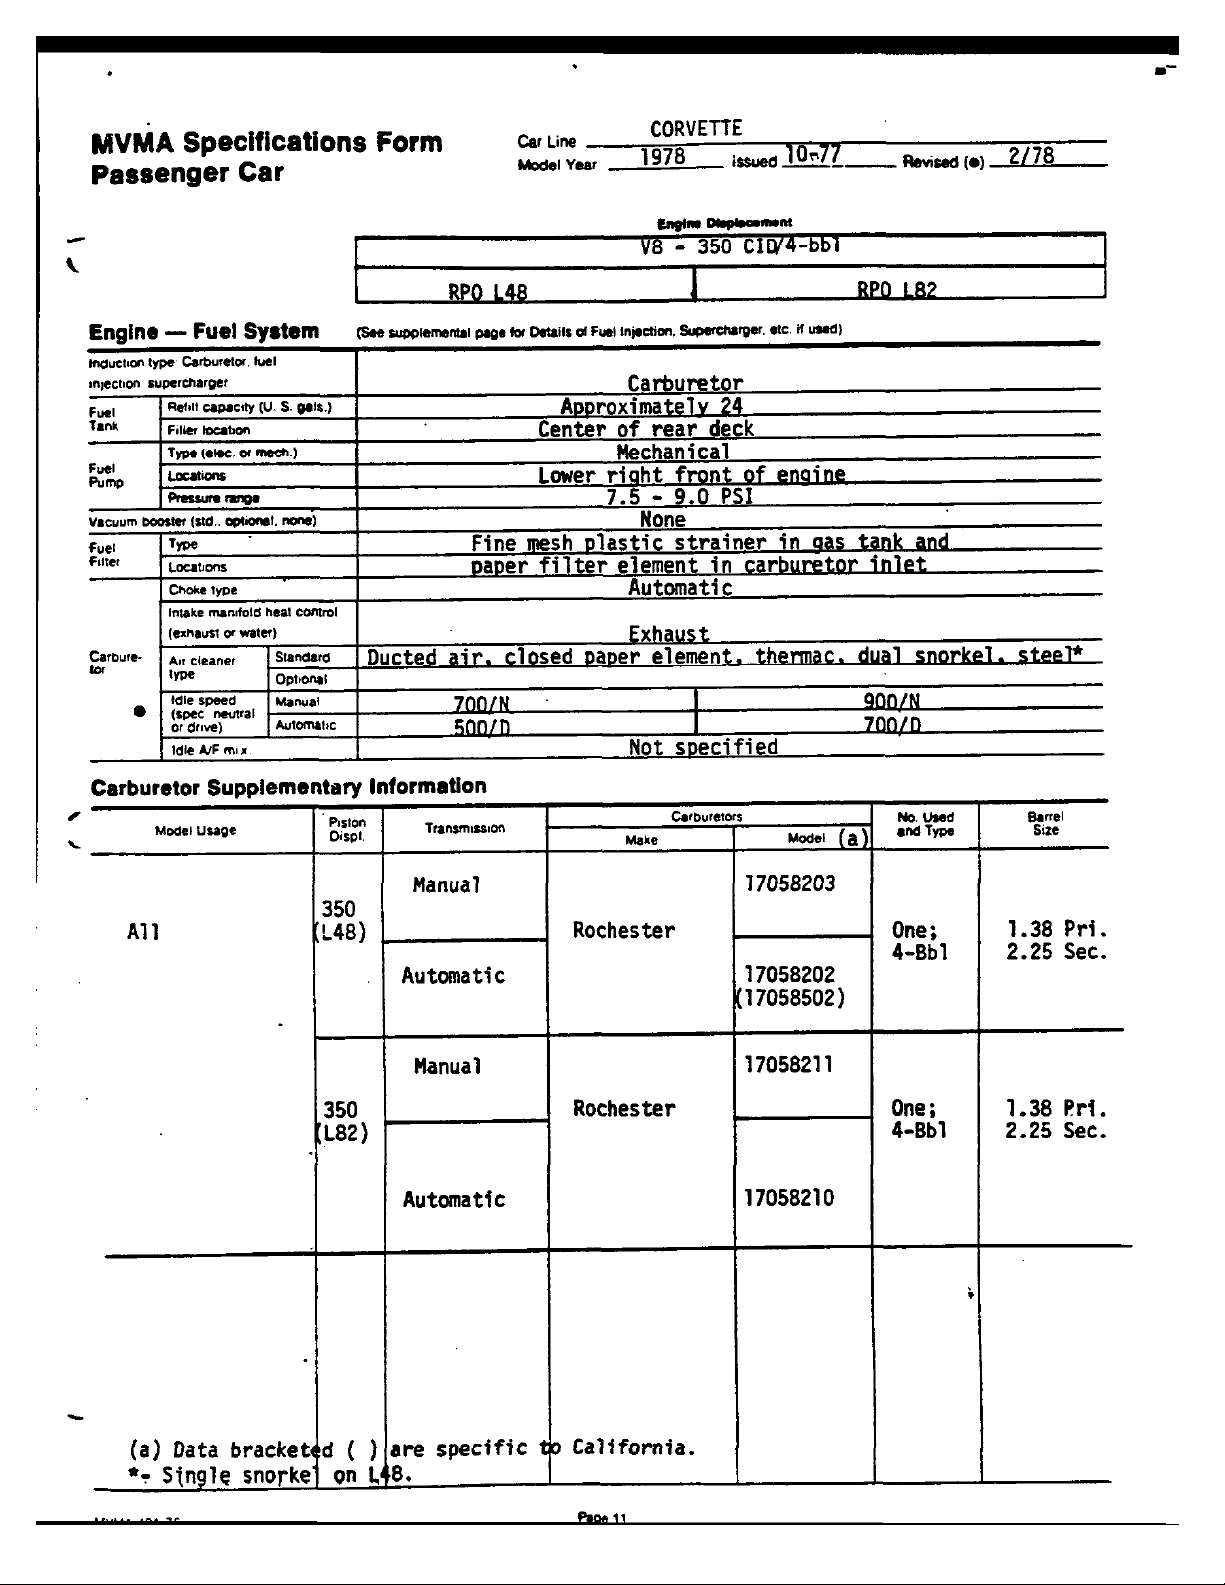 MVMA Specifications Form
Passenger Car
Car Line CORVETTE
Model Year 1978 Issued 10-77 Revised (●) 2/78
Engine Displacement
V8 - 350 CID/4-bbl
RPO L48 RPO L82
Engine — Fuel System (See supplemental page for Details of Fuel Injection, Supercharger, etc. if used)
Induction type: Carburetor, fuel
injection supercharger Carburetor
Fuel Tank Refill capacity (U. S. gals.) Approximately 24
Filler location Center of rear deck
Fuel Pump Type (elec. or mech.) Mechanical
Locations Lower right front of engine
Pressure range 7.5 - 9.0 PSI
Vacuum booster (std., optional, none) None
Fuel Filter Type Fine mesh plastic strainer in gas tank and
Locations paper filter element in carburetor inlet
Choke type Automatic
Intake manifold heat control
(exhaust or water) Exhaust
Carbure-
tor Air cleaner type Standard Ducted air, closed paper element, thermac, dual snorkel, steel*
Optional
● Idle speed (spec neutral or drive) Manual 700/N 900/N
Automatic 500/D 700/D
Idle A/F mix. Not specified
Carburetor Supplementary Information
Model Usage Piston Displ. Transmission Carburetors No. Used and Type Barrel Size
Make Model (a)
Manual 17058203
350
All (L48) Rochester One; 1.38 Pri.
4-Bbl 2.25 Sec.
Automatic 17058202
(17058502)
Manual 17058211
350 Rochester One; 1.38 Pri.
(L82) 4-Bbl 2.25 Sec.
Automatic 17058210
(a) Data bracketed ( ) are specific to California.
*- Single snorkel on L48.
Page 11